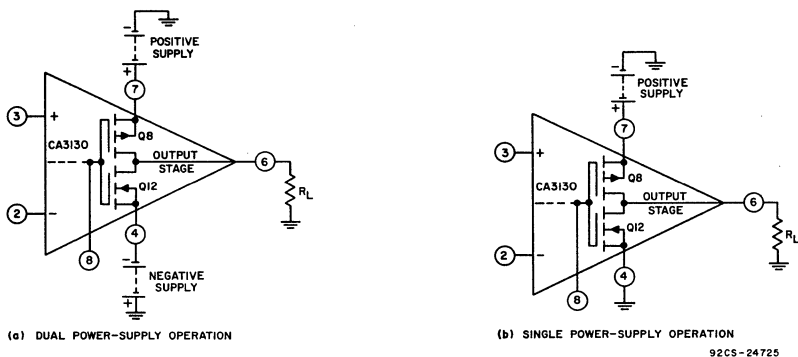 POSITIVE
SUPPLY
-
+
7
3
+
CA3130
Q8
OUTPUT
STAGE
Q12
6
RL
2
-
4
8
-
+
NEGATIVE
SUPPLY
(a) DUAL POWER-SUPPLY OPERATION
-
+
POSITIVE
SUPPLY
7
3
+
CA3130
Q8
OUTPUT
STAGE
Q12
6
RL
2
-
4
8
(b) SINGLE POWER-SUPPLY OPERATION
92CS-24725